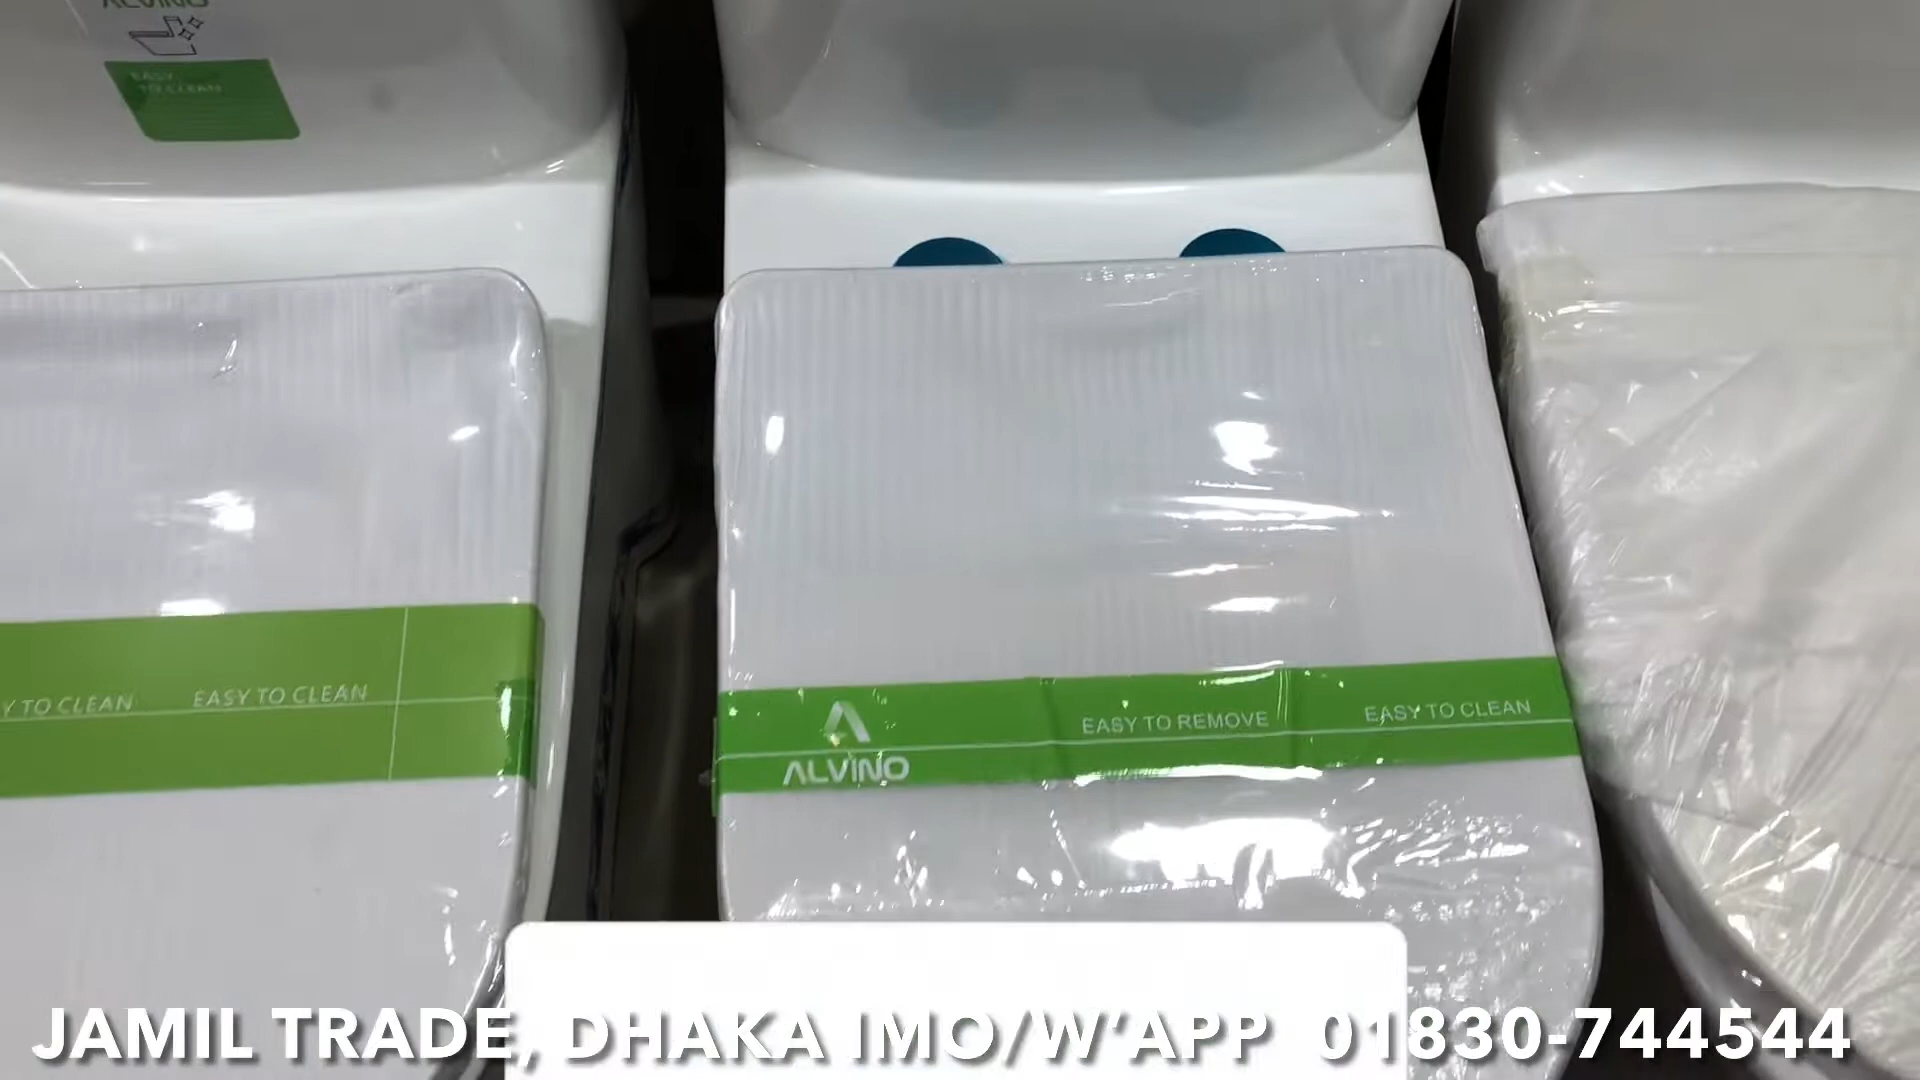 ALVINO
EASY
TO CLEAN
Y TO CLEAN EASY TO CLEAN
ALVINO
EASY TO REMOVE
EASY TO CLEAN
JAMIL TRADE, DHAKA IMO/W'APP 01830-744544